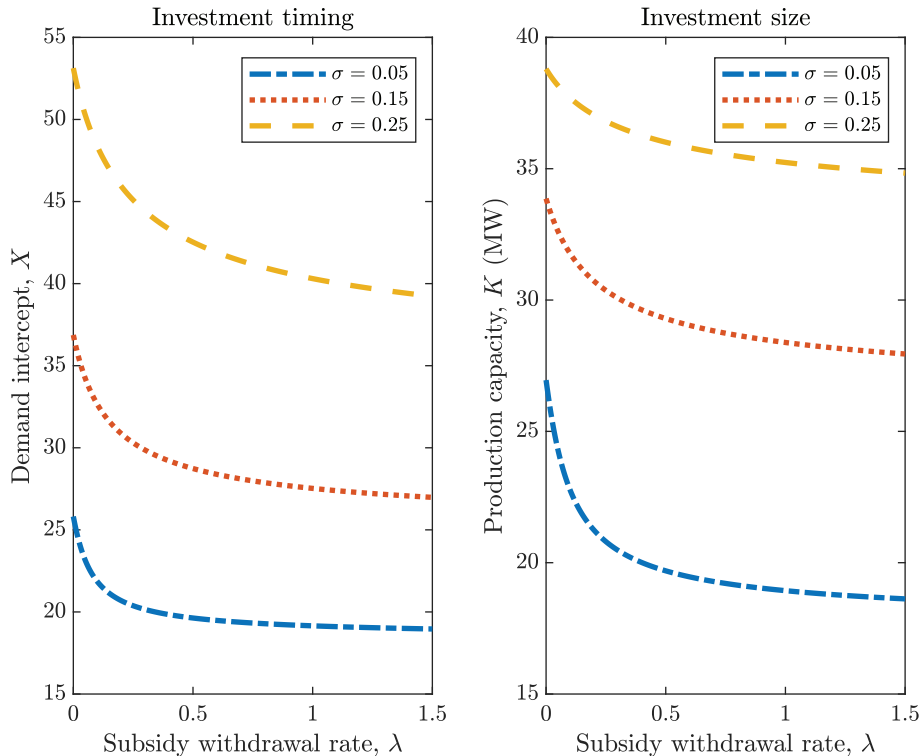 Investment timing
55
50
45
40
35
30
25
20
15
Demand intercept, X
0
0.5
1
1.5
Subsidy withdrawal rate, λ
σ = 0.05
σ = 0.15
σ = 0.25
Investment size
40
35
30
25
20
15
Production capacity, K (MW)
0
0.5
1
1.5
Subsidy withdrawal rate, λ
σ = 0.05
σ = 0.15
σ = 0.25